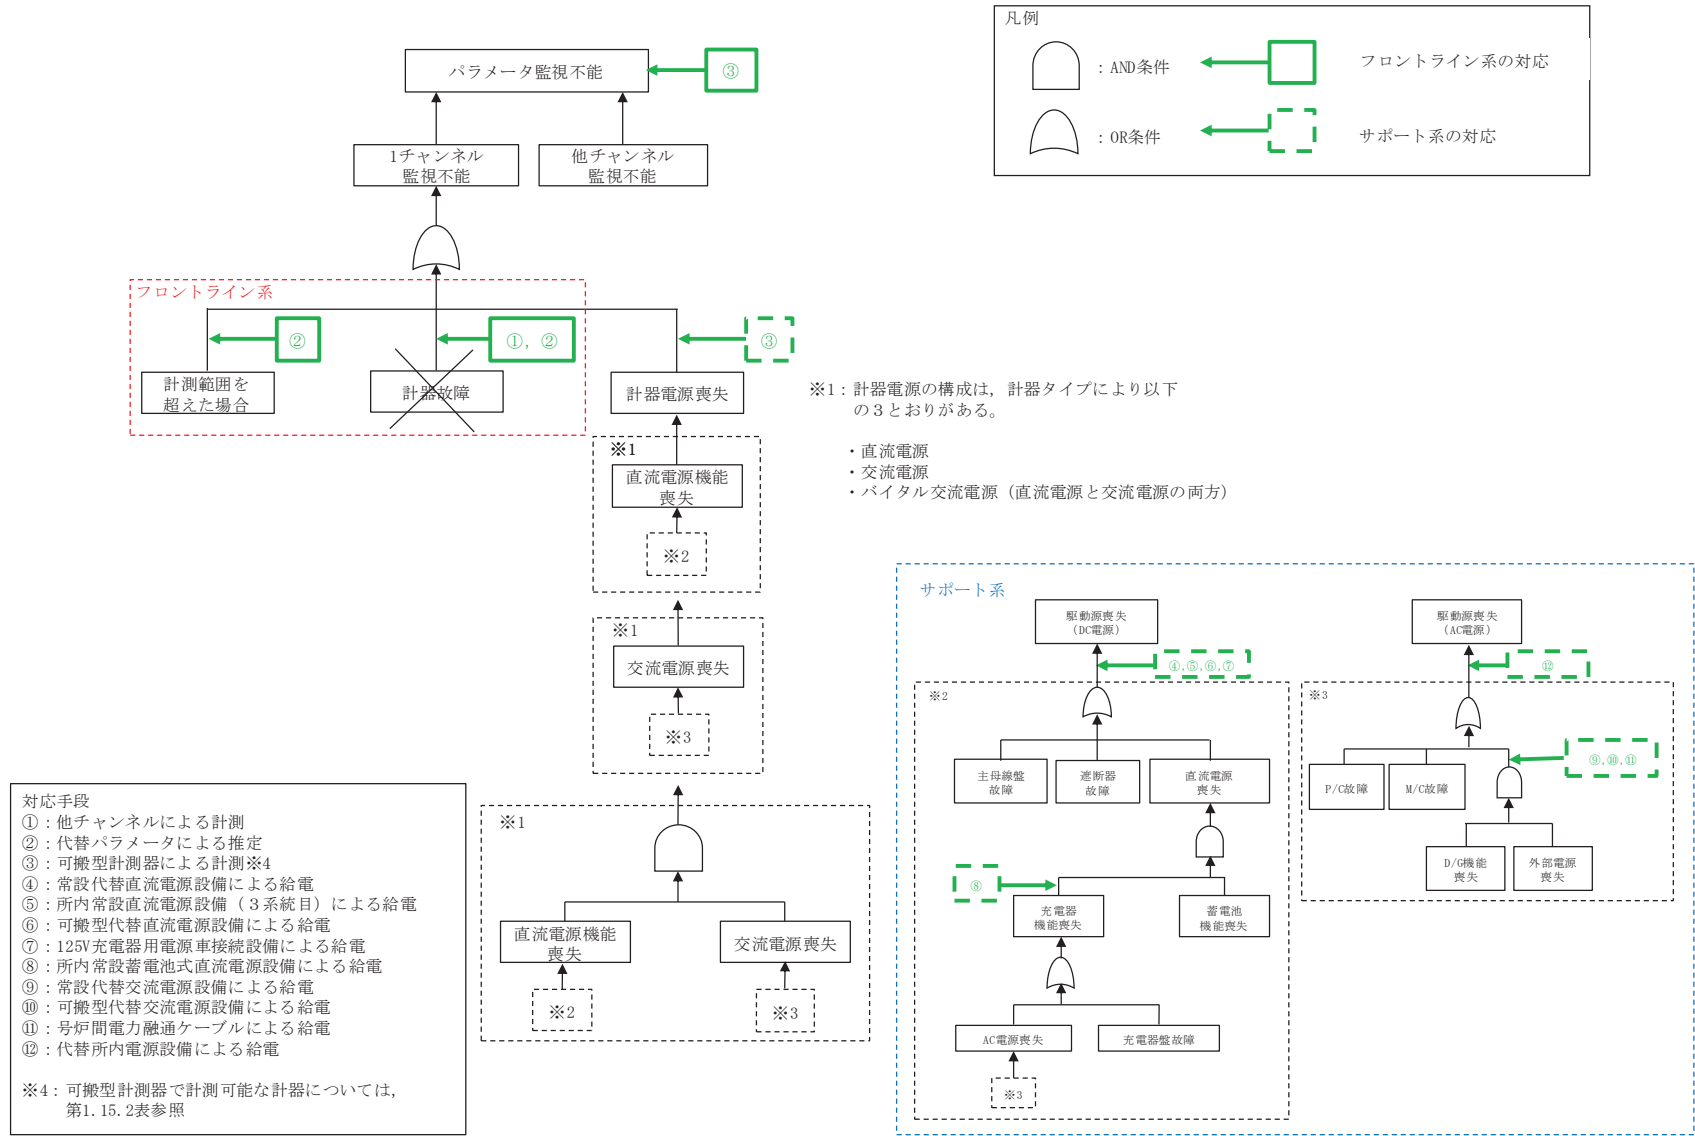 凡例
：AND条件
フロントライン系の対応
：OR条件
サポート系の対応
パラメータ監視不能
③
1チャンネル
監視不能
他チャンネル
監視不能
フロントライン系
②
①，②
③
計測範囲を
超えた場合
計器故障
計器電源喪失
※1：計器電源の構成は，計器タイプにより以下
の３とおりがある。
・直流電源
・交流電源
・バイタル交流電源（直流電源と交流電源の両方）
※1
直流電源機能
喪失
※2
※1
交流電源喪失
※3
※1
直流電源機能
喪失
交流電源喪失
※2
※3
サポート系
駆動源喪失
（DC電源）
④,⑤,⑥,⑦
※2
主母線盤
故障
遮断器
故障
直流電源
喪失
⑧
充電器
機能喪失
蓄電池
機能喪失
AC電源喪失
充電器盤故障
※3
駆動源喪失
（AC電源）
⑫
※3
⑨,⑩,⑪
P/C故障
M/C故障
D/G機能
喪失
外部電源
喪失
対応手段
①：他チャンネルによる計測
②：代替パラメータによる推定
③：可搬型計測器による計測※4
④：常設代替直流電源設備による給電
⑤：所内常設直流電源設備（３系統目）による給電
⑥：可搬型代替直流電源設備による給電
⑦：125V充電器用電源車接続設備による給電
⑧：所内常設蓄電池式直流電源設備による給電
⑨：常設代替交流電源設備による給電
⑩：可搬型代替交流電源設備による給電
⑪：号炉間電力融通ケーブルによる給電
⑫：代替所内電源設備による給電
※4：可搬型計測器で計測可能な計器については，
第1.15.2表参照